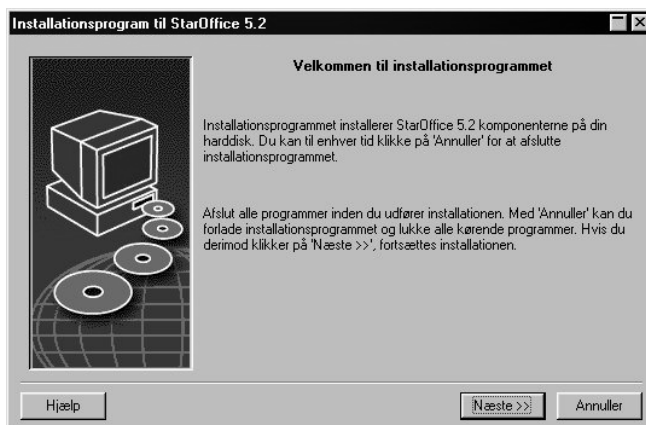 Installationsprogram til StarOffice 5.2
Velkommen til installationsprogrammet
Installationsprogrammet installerer StarOffice 5.2 komponenterne på din
harddisk. Du kan til enhver tid klikke på 'Annuller' for at afslutte
installationsprogrammet.
Afslut alle programmer inden du udfører installationen. Med 'Annuller' kan du
forlade installationsprogrammet og lukke alle kørende programmer. Hvis du
derimod klikker på 'Næste >>', fortsættes installationen.
Hjælp
Næste >>
Annuller